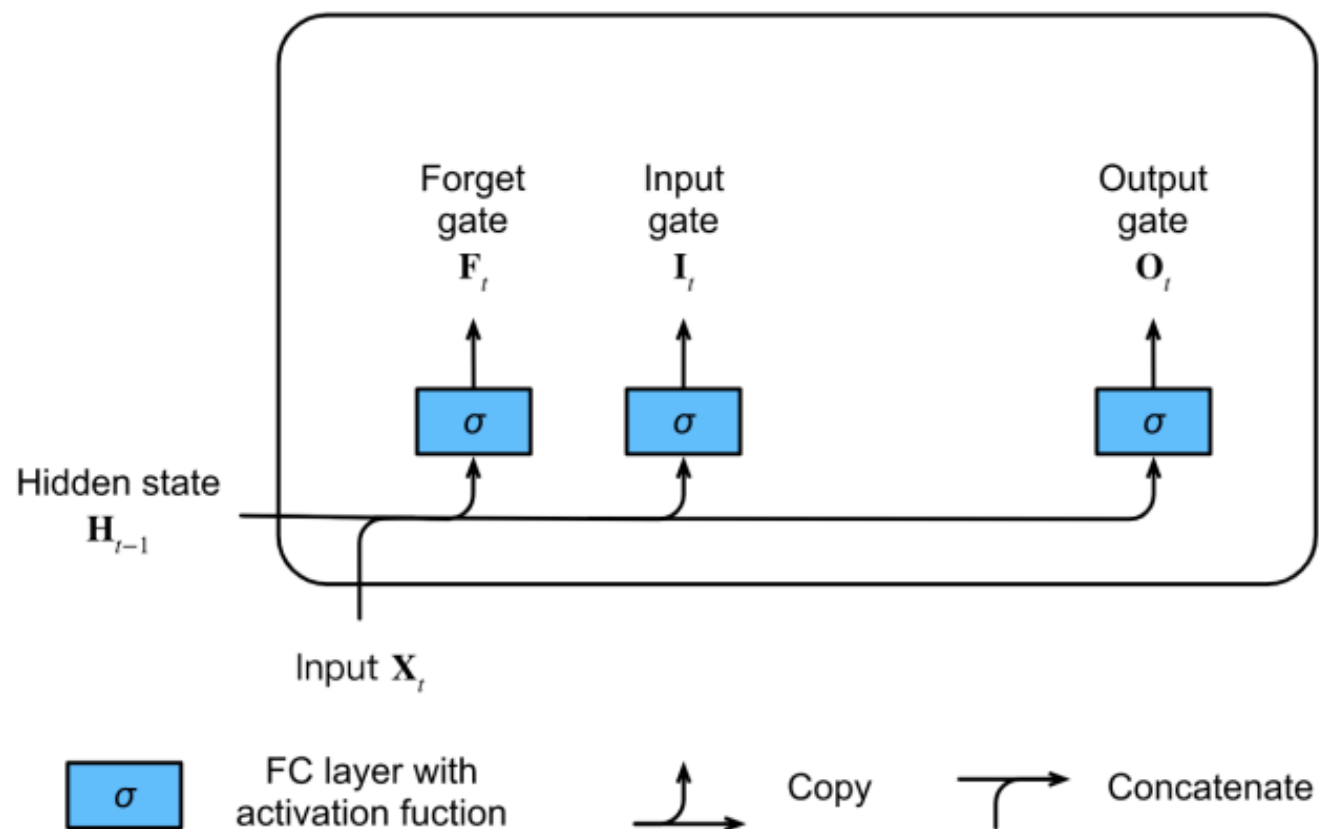 Forget
gate
F_t
Input
gate
I_t
Output
gate
O_t
σ
σ
σ
Hidden state
H_{t−1}
Input X_t
σ
FC layer with
activation fuction
Copy
Concatenate